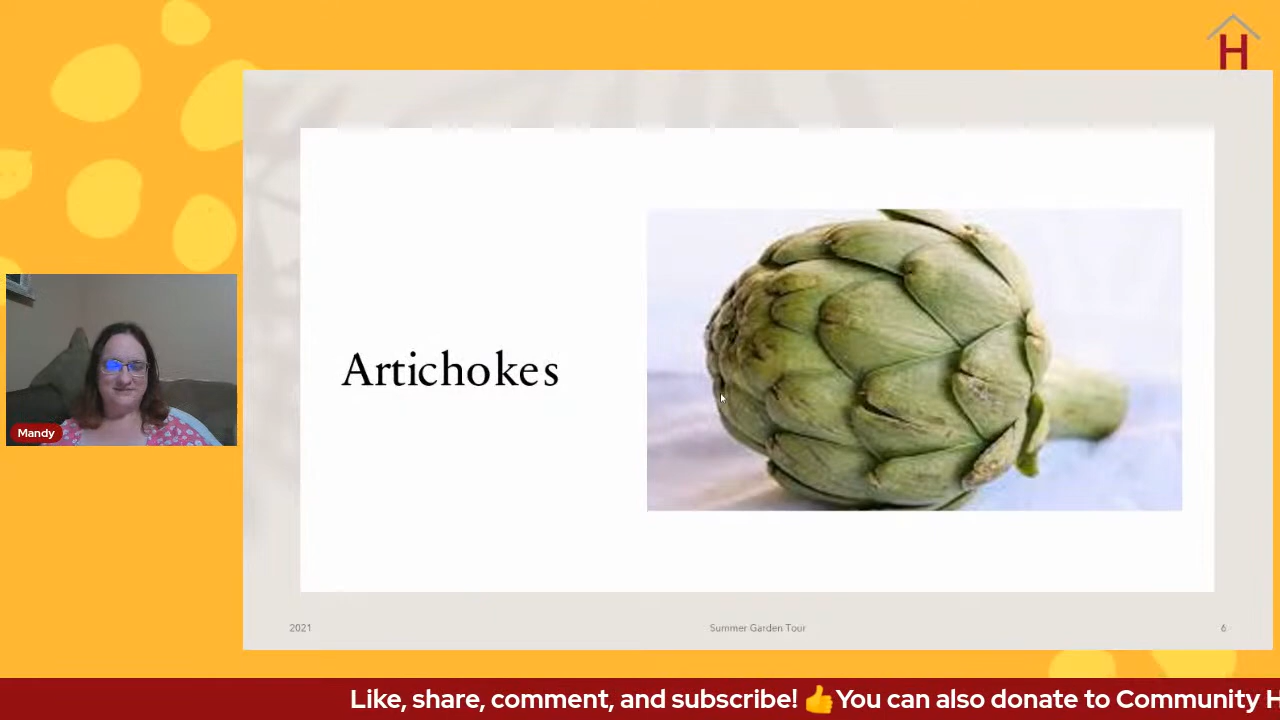 H
Artichokes
Mandy
2021
Summer Garden Tour
6
Like, share, comment, and subscribe! 👍You can also donate to Community H